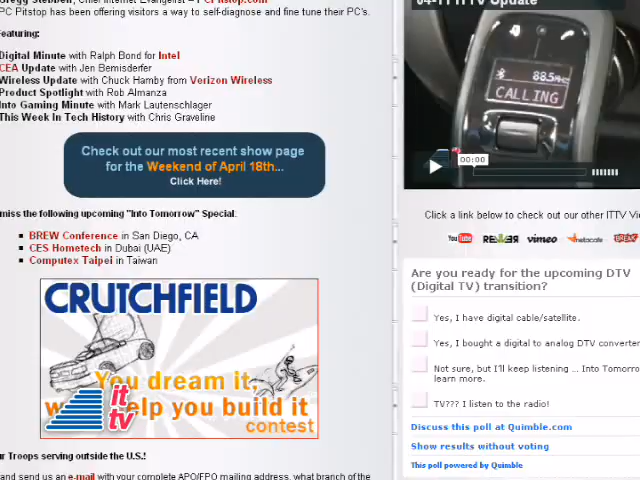 PCpitstop.com
PC Pitstop has been offering visitors a way to self-diagnose and fine tune their PC's.
Featuring:
Digital Minute with Ralph Bond for Intel
CEA Update with Jen Bemisderfer
Wireless Update with Chuck Hamby from Verizon Wireless
Product Spotlight with Rob Almanza
Into Gaming Minute with Mark Lautenschlager
This Week In Tech History with Chris Graveline
Check out our most recent show page
for the Weekend of April 18th...
Click Here!
miss the following upcoming "Into Tomorrow" Special:
BREW Conference in San Diego, CA
CES Hometech in Dubai (UAE)
Computex Taipei in Taiwan
CRUTCHFIELD
You dream it,
help you build it
contest
it
tv
r Troops serving outside the U.S.!
and send us an e-mail with your complete APO/FPO mailing address, what branch of the
Update
88.5
CALLING
00:00
Click a link below to check out our other ITTV
YouTube
REVVER
vimeo
metacafe
Are you ready for the upcoming DTV
(Digital TV) transition?
Yes, I have digital cable/satellite.
Yes, I bought a digital to analog DTV converte
Not sure, but I'll keep listening ... Into Tomorro
learn more.
TV??? I listen to the radio!
Discuss this poll at Quimble.com
Show results without voting
This poll powered by Quimble